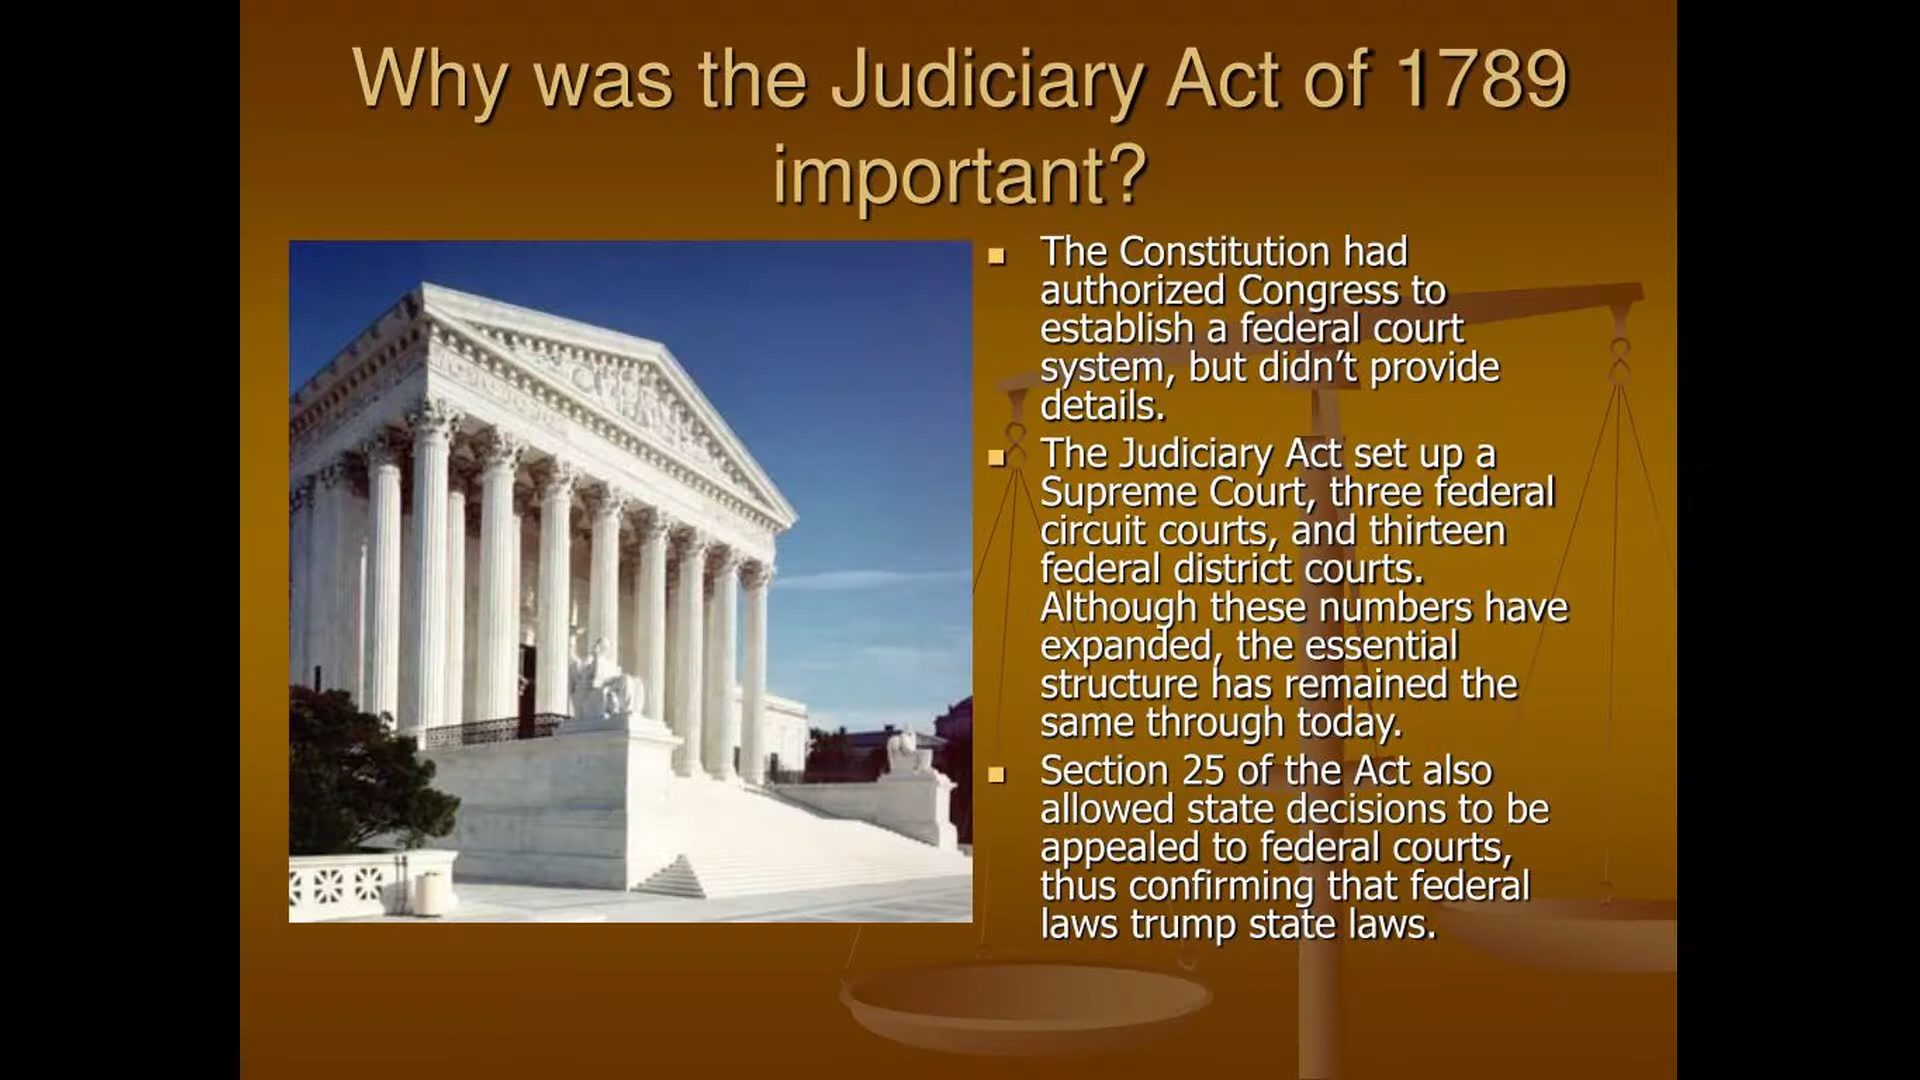 Why was the Judiciary Act of 1789
important?
The Constitution had
authorized Congress to
establish a federal court
system, but didn’t provide
details.
The Judiciary Act set up a
Supreme Court, three federal
circuit courts, and thirteen
federal district courts.
Although these numbers have
expanded, the essential
structure has remained the
same through today.
Section 25 of the Act also
allowed state decisions to be
appealed to federal courts,
thus confirming that federal
laws trump state laws.